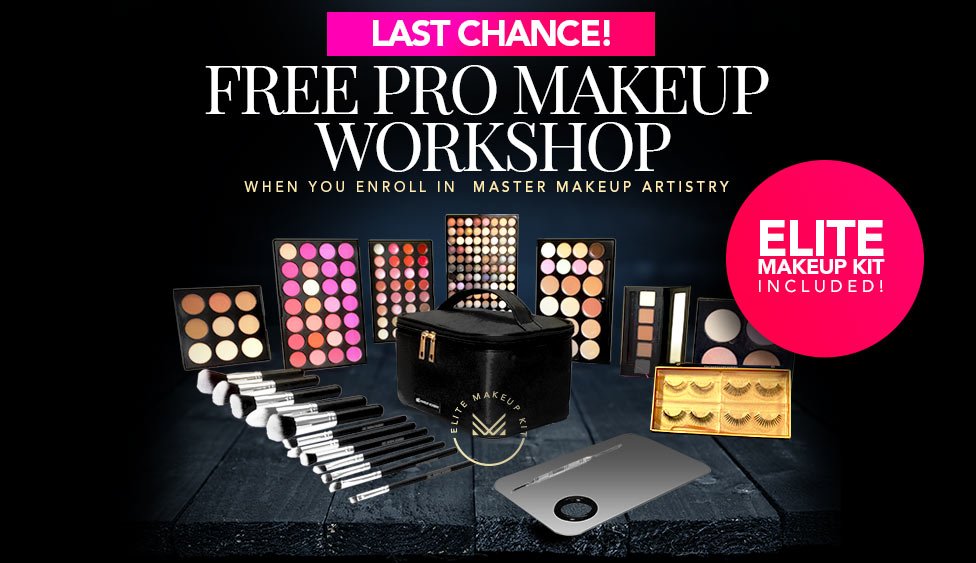 LAST CHANCE!
FREE PRO MAKEUP
WORKSHOP
WHEN YOU ENROLL IN MASTER MAKEUP ARTISTRY
ELITE
MAKEUP KIT
INCLUDED!
ELITE MAKEUP KIT